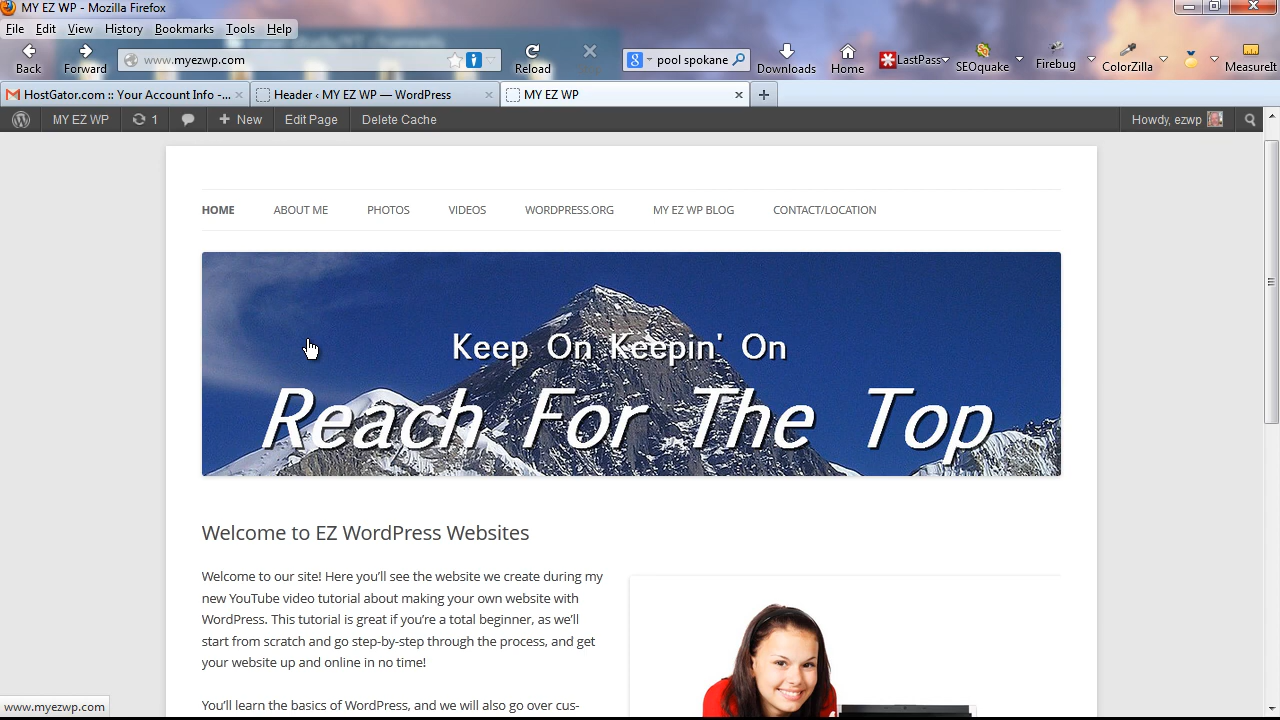 MY EZ WP - Mozilla Firefox
File Edit View History Bookmarks Tools Help
Back Forward www.myezwp.com Reload pool spokane Downloads Home LastPass SEOquake Firebug ColorZilla MeasureIt
HostGator.com :: Your Account Info -... Header ‹ MY EZ WP — WordPress MY EZ WP
MY EZ WP 1 New Edit Page Delete Cache Howdy, ezwp
HOME ABOUT ME PHOTOS VIDEOS WORDPRESS.ORG MY EZ WP BLOG CONTACT/LOCATION
Keep On Keepin' On
Reach For The Top
Welcome to EZ WordPress Websites
Welcome to our site! Here you’ll see the website we create during my
new YouTube video tutorial about making your own website with
WordPress. This tutorial is great if you’re a total beginner, as we’ll
start from scratch and go step-by-step through the process, and get
your website up and online in no time!
You’ll learn the basics of WordPress, and we will also go over cus-
www.myezwp.com